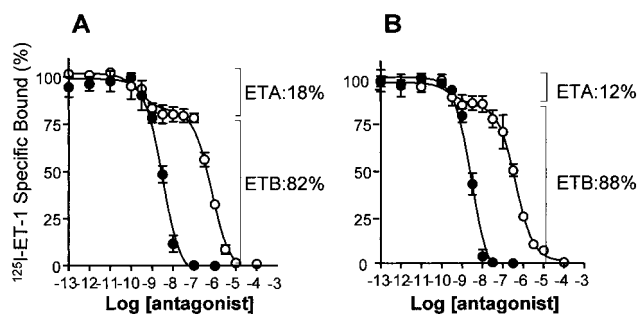 A
B
¹²⁵I-ET-1 Specific Bound (%)
100
75
50
25
0
-13-12-11-10-9 -8 -7 -6 -5 -4 -3
Log [antagonist]
ETA:18%
ETB:82%
100
75
50
25
0
-13-12-11-10-9 -8 -7 -6 -5 -4 -3
Log [antagonist]
ETA:12%
ETB:88%